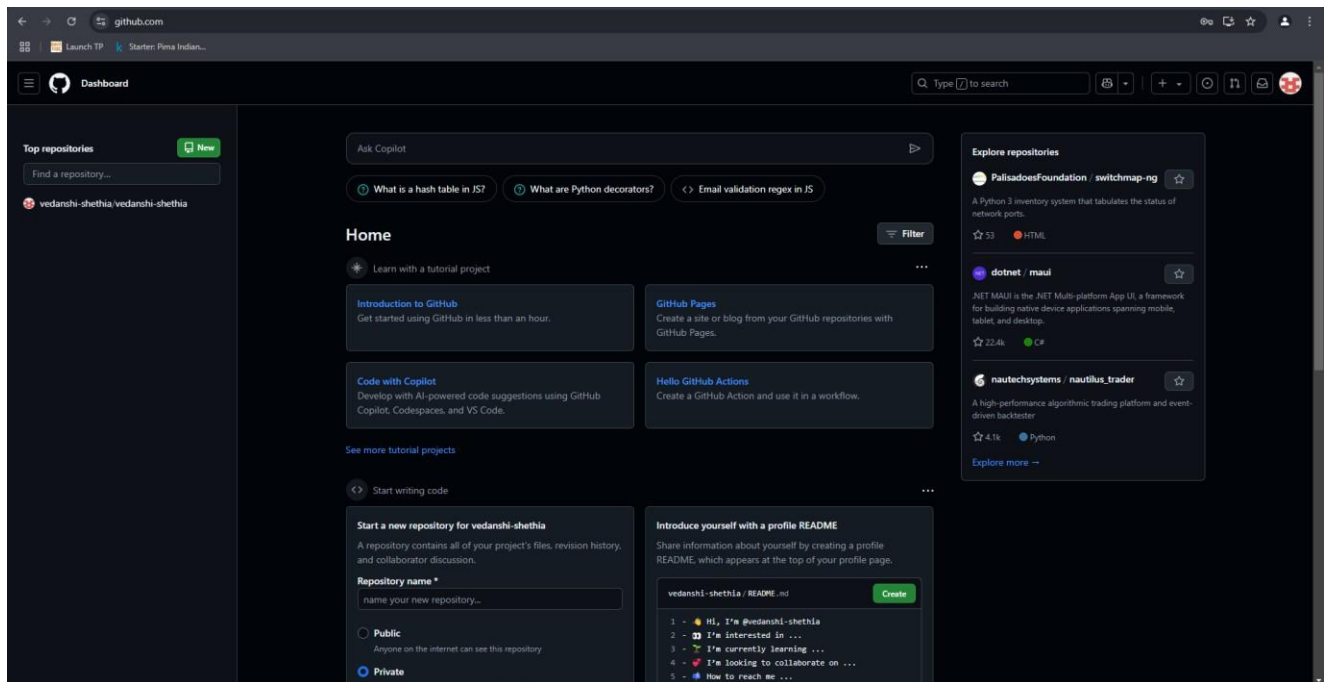 github.com
Launch TP
Starter: Pima Indian...
Dashboard
Type / to search
Top repositories
New
Find a repository...
vedanshi-shethia/vedanshi-shethia
Ask Copilot
What is a hash table in JS?
What are Python decorators?
Email validation regex in JS
Home
Filter
Learn with a tutorial project
Introduction to GitHub
Get started using GitHub in less than an hour.
GitHub Pages
Create a site or blog from your GitHub repositories with
GitHub Pages.
Code with Copilot
Develop with AI-powered code suggestions using GitHub
Copilot, Codespaces, and VS Code.
Hello GitHub Actions
Create a GitHub Action and use it in a workflow.
See more tutorial projects
Start writing code
Start a new repository for vedanshi-shethia
A repository contains all of your project's files, revision history,
and collaborator discussion.
Repository name *
name your new repository...
Public
Anyone on the internet can see this repository
Private
Introduce yourself with a profile README
Share information about yourself by creating a profile
README, which appears at the top of your profile page.
vedanshi-shethia / README.md
Create
1 - 👋 Hi, I'm @vedanshi-shethia
2 - 👀 I'm interested in ...
3 - 🌱 I'm currently learning ...
4 - 💞️ I'm looking to collaborate on ...
5 - 📫 How to reach me ...
Explore repositories
PalisadoesFoundation / switchmap-ng
A Python 3 inventory system that tabulates the status of
network ports.
53 HTML
dotnet / maui
.NET MAUI is the .NET Multi-platform App UI, a framework
for building native device applications spanning mobile,
tablet, and desktop.
22.4k C#
nautechsystems / nautilus_trader
A high-performance algorithmic trading platform and event-
driven backtester
4.1k Python
Explore more →